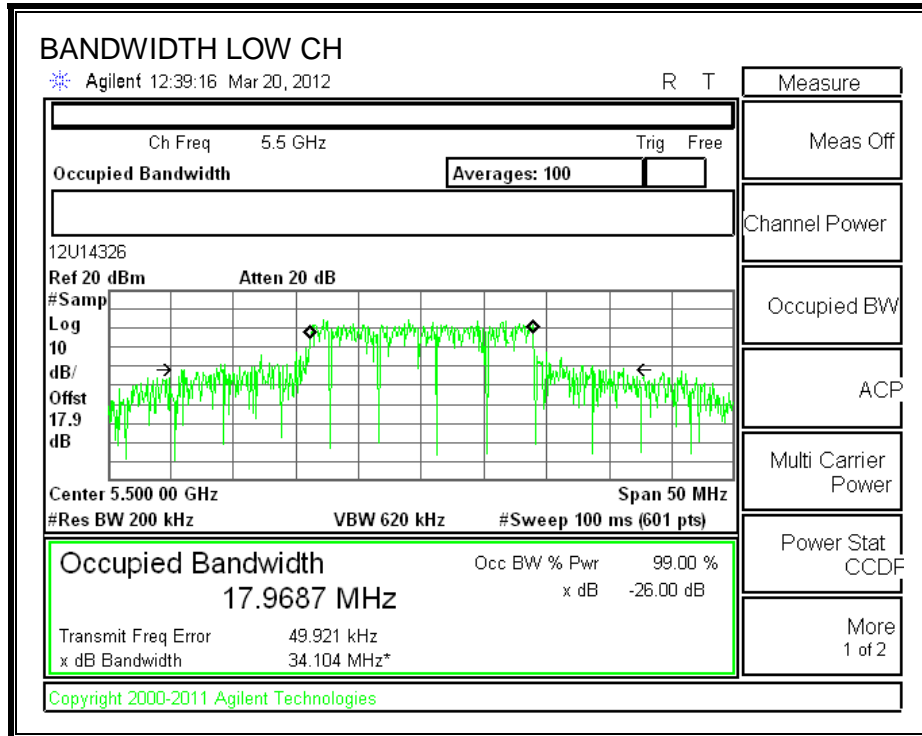 BANDWIDTH LOW CH
Agilent 12:39:16 Mar 20, 2012 R T
Measure
Ch Freq 5.5 GHz Trig Free
Meas Off
Occupied Bandwidth Averages: 100
Channel Power
12U14326
Ref 20 dBm Atten 20 dB
#Samp
Log
10
dB/
Offst
17.9
dB
Occupied BW
ACP
Multi Carrier
Power
Center 5.500 00 GHz Span 50 MHz
#Res BW 200 kHz VBW 620 kHz #Sweep 100 ms (601 pts)
Power Stat
CCDF
Occupied Bandwidth Occ BW % Pwr 99.00 %
17.9687 MHz x dB -26.00 dB
Transmit Freq Error 49.921 kHz
x dB Bandwidth 34.104 MHz*
More
1 of 2
Copyright 2000-2011 Agilent Technologies